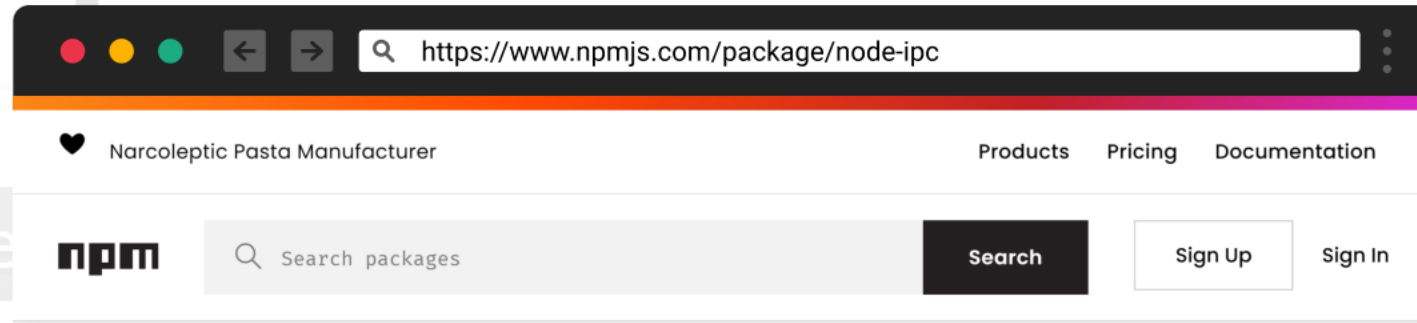 https://www.npmjs.com/package/node-ipc
Narcoleptic Pasta Manufacturer Products Pricing Documentation
npm Search packages Search Sign Up Sign In